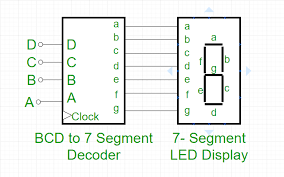 a
b
c
d
e
f
g
D
C
B
A
D
C
B
A
Clock
a
b
c
d
e
f
g
a
f
b
g
e
c
d
BCD to 7 Segment
Decoder
7- Segment
LED Display